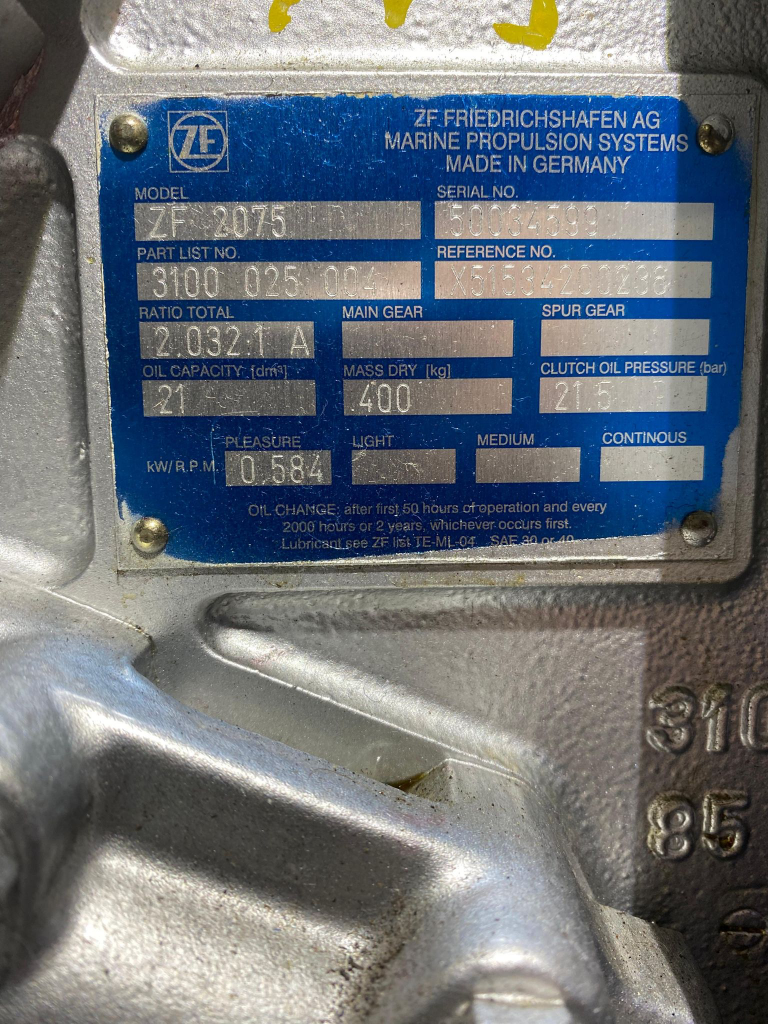 ZF
ZF FRIEDRICHSHAFEN AG
MARINE PROPULSION SYSTEMS
MADE IN GERMANY
MODEL SERIAL NO.
ZF 2075
PART LIST NO. REFERENCE NO.
3100 025 004
RATIO TOTAL MAIN GEAR SPUR GEAR
2.032:1 A
OIL CAPACITY [dm³] MASS DRY [kg] CLUTCH OIL PRESSURE (bar)
21 400 21.5
PLEASURE LIGHT MEDIUM CONTINOUS
kW/R.P.M. 0.584
OIL CHANGE: after first 50 hours of operation and every
2000 hours or 2 years, whichever occurs first.
Lubricant see ZF list TE-ML-04 SAE 30 or 40
310
85